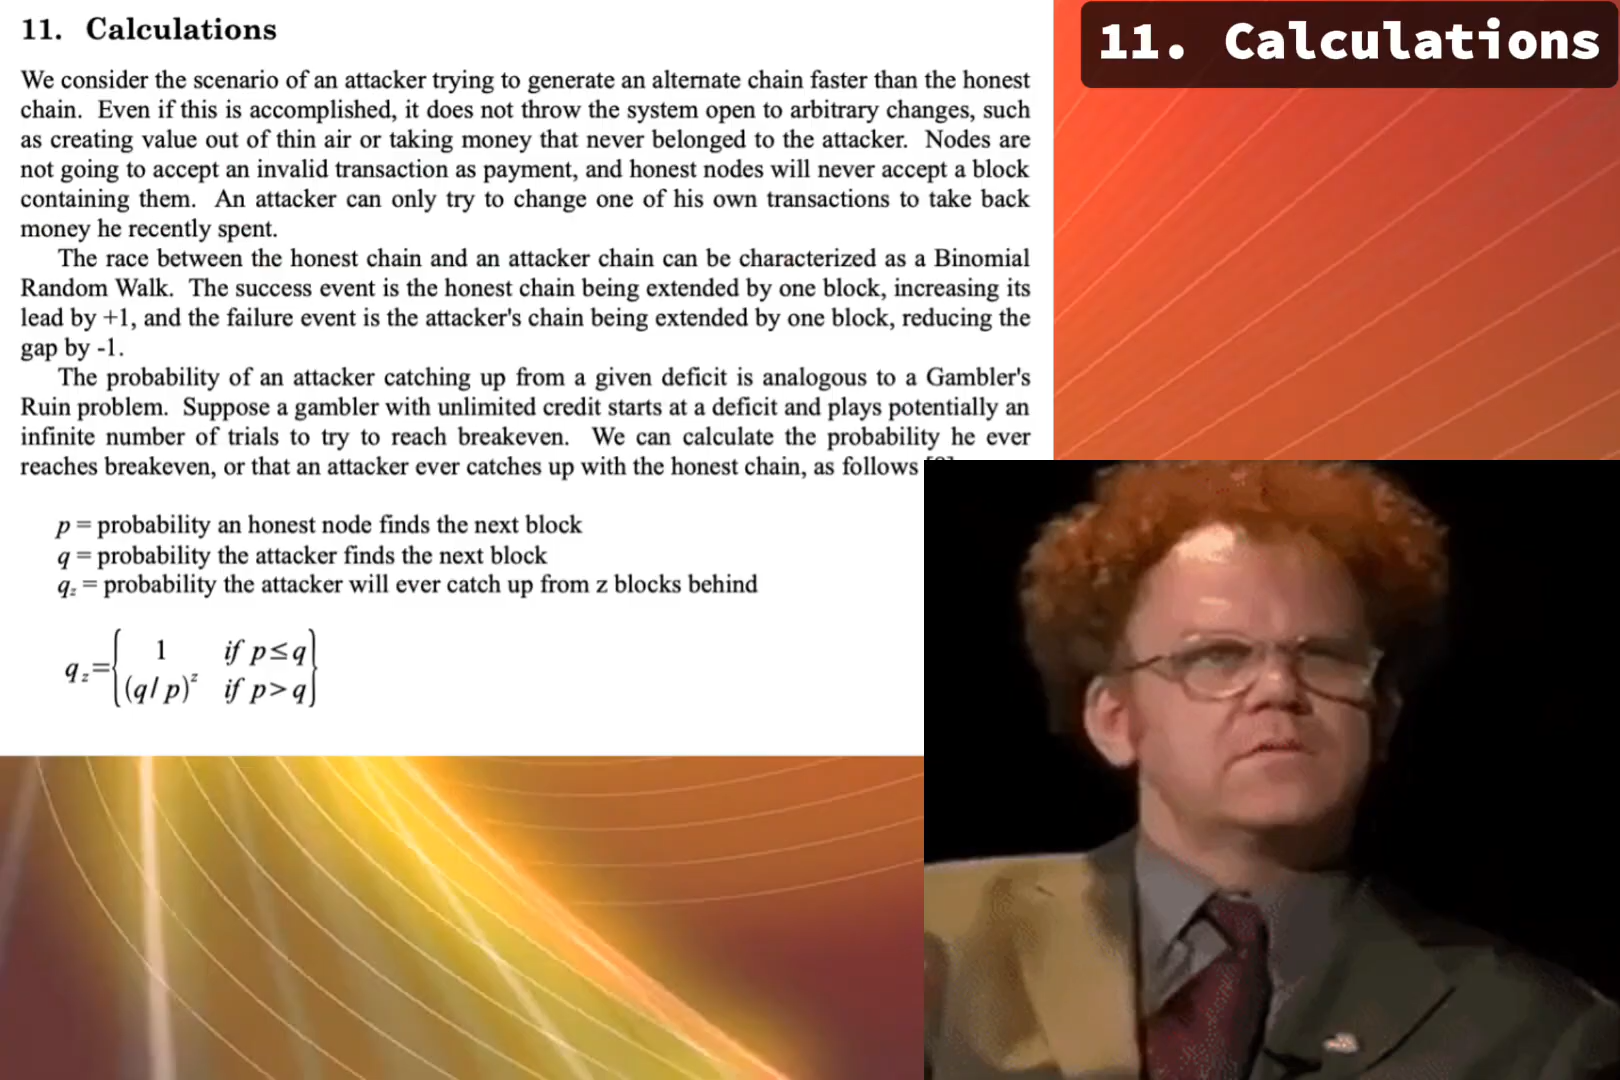 11. Calculations
We consider the scenario of an attacker trying to generate an alternate chain faster than the honest
chain. Even if this is accomplished, it does not throw the system open to arbitrary changes, such
as creating value out of thin air or taking money that never belonged to the attacker. Nodes are
not going to accept an invalid transaction as payment, and honest nodes will never accept a block
containing them. An attacker can only try to change one of his own transactions to take back
money he recently spent.
The race between the honest chain and an attacker chain can be characterized as a Binomial
Random Walk. The success event is the honest chain being extended by one block, increasing its
lead by +1, and the failure event is the attacker's chain being extended by one block, reducing the
gap by -1.
The probability of an attacker catching up from a given deficit is analogous to a Gambler's
Ruin problem. Suppose a gambler with unlimited credit starts at a deficit and plays potentially an
infinite number of trials to try to reach breakeven. We can calculate the probability he ever
reaches breakeven, or that an attacker ever catches up with the honest chain, as follows
p = probability an honest node finds the next block
q = probability the attacker finds the next block
q_z = probability the attacker will ever catch up from z blocks behind
q_z = { 1 if p ≤ q
(q/p)^z if p > q }
11. Calculations